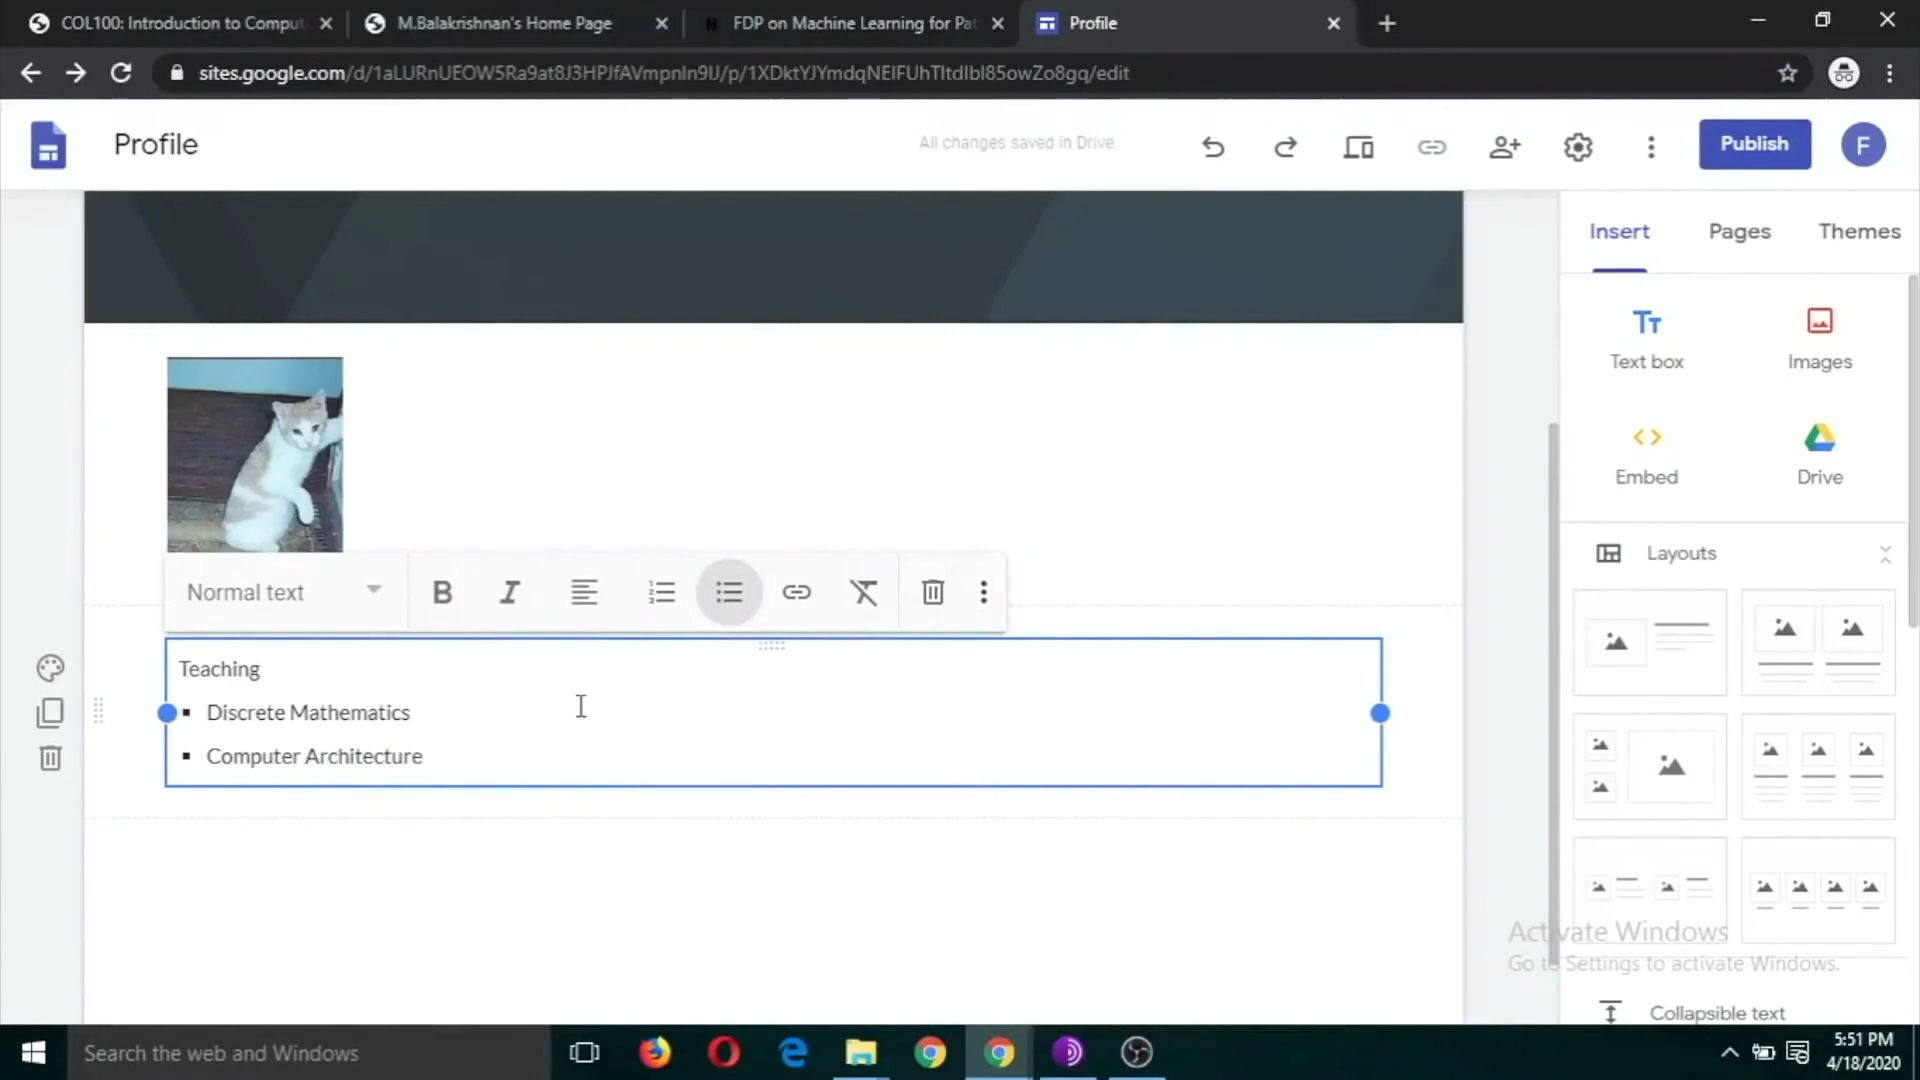 COL100: Introduction to Comput
M.Balakrishnan's Home Page
FDP on Machine Learning for Pat
Profile
sites.google.com/d/1aLURnUEOW5Ra9at8J3HPJfAVmpnIn9IJ/p/1XDktYJYmdqNEIFUhTItdIbI85owZo8gq/edit
Profile
All changes saved in Drive
Publish
F
Insert
Pages
Themes
Text box
Images
Embed
Drive
Layouts
Normal text
Teaching
Discrete Mathematics
Computer Architecture
Activate Windows
Go to Settings to activate Windows.
Collapsible text
Search the web and Windows
5:51 PM
4/18/2020